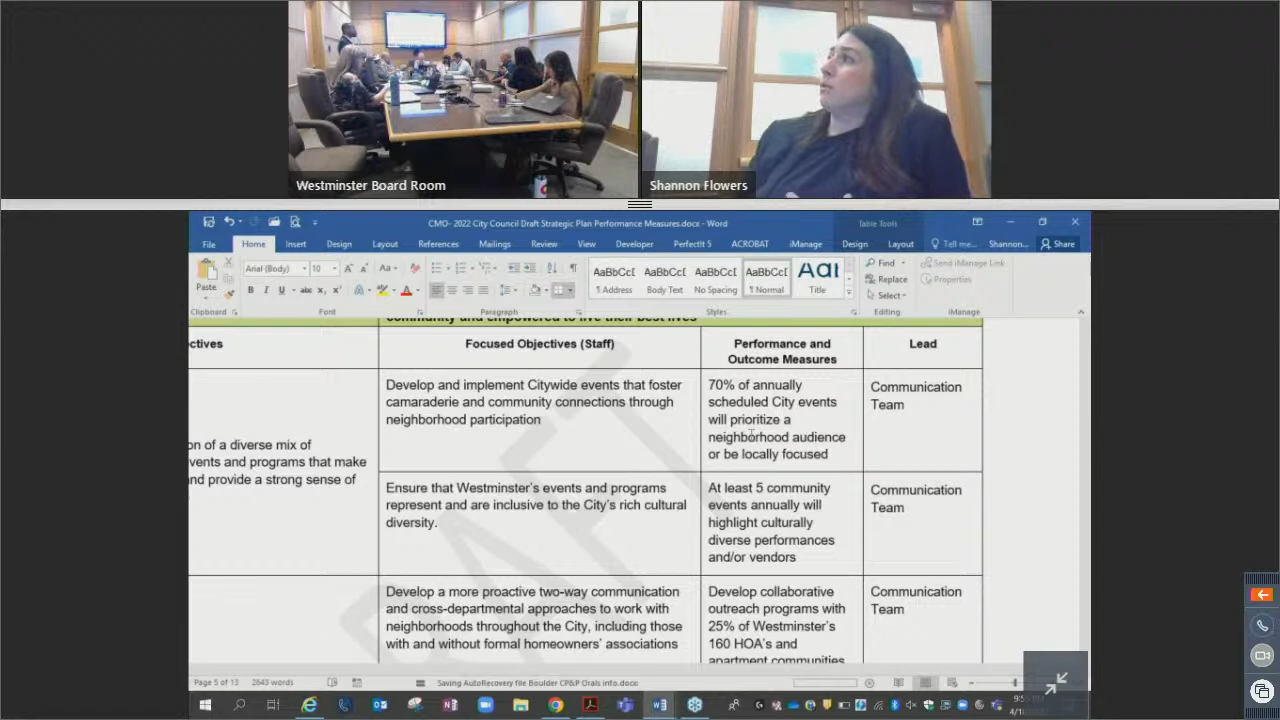 Westminster Board Room
Shannon Flowers
CMO- 2022 City Council Draft Strategic Plan Performance Measures.docx - Word
Table Tools
File Home Insert Design Layout References Mailings Review View Developer PerfectIt 5 ACROBAT iManage Design Layout Tell me... Shannon... Share
Arial (Body) 10 Aa
AaBbCcI AaBbCcI AaBbCcI AaBbCcI AaI
Find
Send iManage Link
Paste
B I U abc
¶ Address Body Text No Spacing ¶ Normal Title
Replace
Properties
Select
Clipboard Font Paragraph Styles Editing iManage
community and empowered to live their best lives
ectives
Focused Objectives (Staff)
Performance and
Outcome Measures
Lead
on of a diverse mix of
vents and programs that make
nd provide a strong sense of
Develop and implement Citywide events that foster
camaraderie and community connections through
neighborhood participation
70% of annually
scheduled City events
will prioritize a
neighborhood audience
or be locally focused
Communication
Team
Ensure that Westminster's events and programs
represent and are inclusive to the City's rich cultural
diversity.
At least 5 community
events annually will
highlight culturally
diverse performances
and/or vendors
Communication
Team
Develop a more proactive two-way communication
and cross-departmental approaches to work with
neighborhoods throughout the City, including those
with and without formal homeowners' associations
Develop collaborative
outreach programs with
25% of Westminster's
160 HOA's and
apartment communities
Communication
Team
Page 5 of 13 2643 words Saving AutoRecovery file Boulder CP&P Orals info.docx